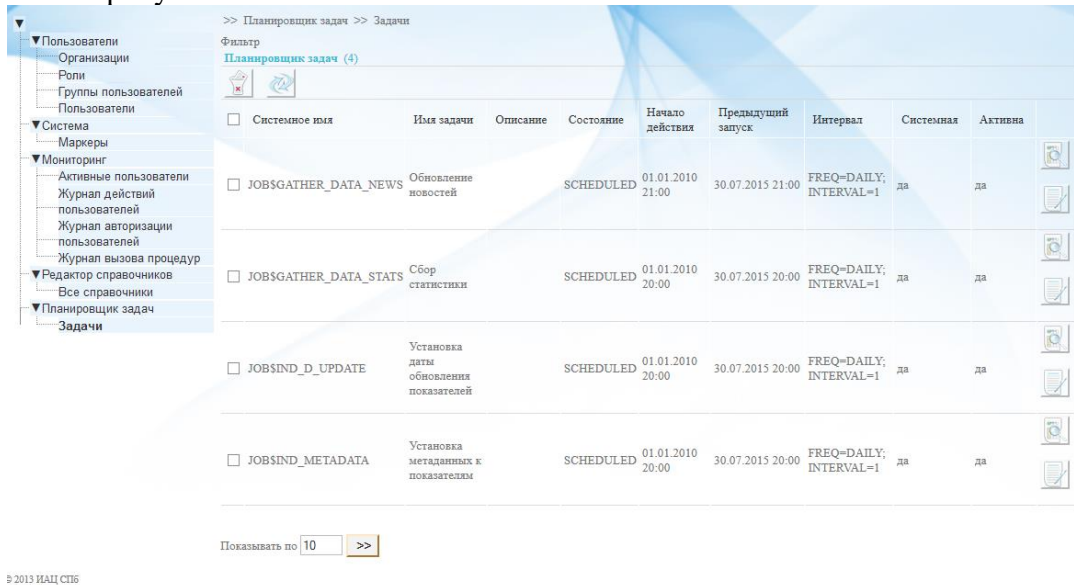 ▼
▼Пользователи
Организации
Роли
Группы пользователей
Пользователи
▼Система
Маркеры
▼Мониторинг
Активные пользователи
Журнал действий
пользователей
Журнал авторизации
пользователей
Журнал вызова процедур
▼Редактор справочников
Все справочники
▼Планировщик задач
Задачи
>> Планировщик задач >> Задачи
Фильтр
Планировщик задач (4)
Системное имя Имя задачи Описание Состояние Начало действия Предыдущий запуск Интервал Системная Активна
JOB$GATHER_DATA_NEWS Обновление новостей SCHEDULED 01.01.2010 21:00 30.07.2015 21:00 FREQ=DAILY; INTERVAL=1 да да
JOB$GATHER_DATA_STATS Сбор статистики SCHEDULED 01.01.2010 20:00 30.07.2015 20:00 FREQ=DAILY; INTERVAL=1 да да
JOB$IND_D_UPDATE Установка даты обновления показателей SCHEDULED 01.01.2010 20:00 30.07.2015 20:00 FREQ=DAILY; INTERVAL=1 да да
JOB$IND_METADATA Установка метаданных к показателям SCHEDULED 01.01.2010 20:00 30.07.2015 20:00 FREQ=DAILY; INTERVAL=1 да да
Показывать по 10 >>
© 2013 ИАЦ СПб